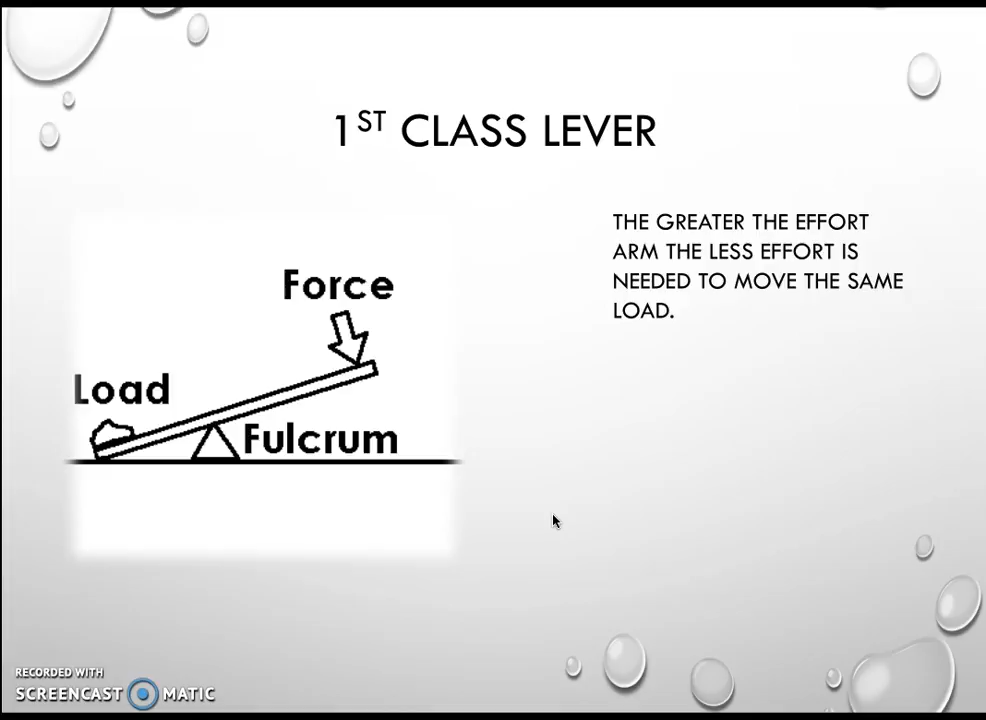 1ST CLASS LEVER
THE GREATER THE EFFORT
ARM THE LESS EFFORT IS
NEEDED TO MOVE THE SAME
LOAD.
Force
Load
Fulcrum
RECORDED WITH
SCREENCAST MATIC